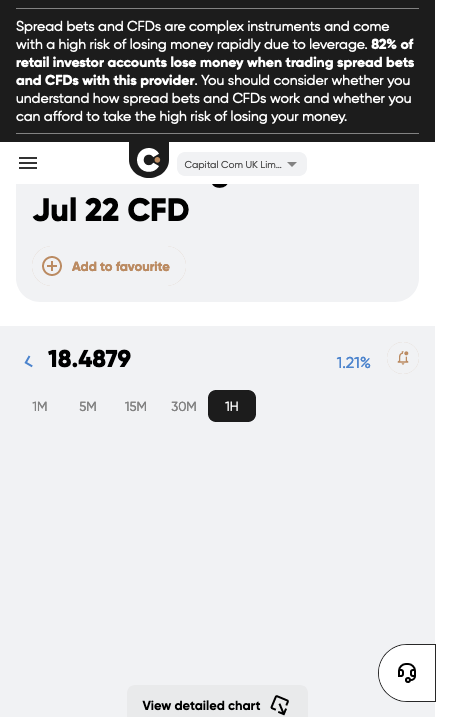 Spread bets and CFDs are complex instruments and come
with a high risk of losing money rapidly due to leverage. 82% of
retail investor accounts lose money when trading spread bets
and CFDs with this provider. You should consider whether you
understand how spread bets and CFDs work and whether you
can afford to take the high risk of losing your money.
Capital Com UK Lim...
Jul 22 CFD
Add to favourite
18.4879
1.21%
1M 5M 15M 30M 1H
View detailed chart